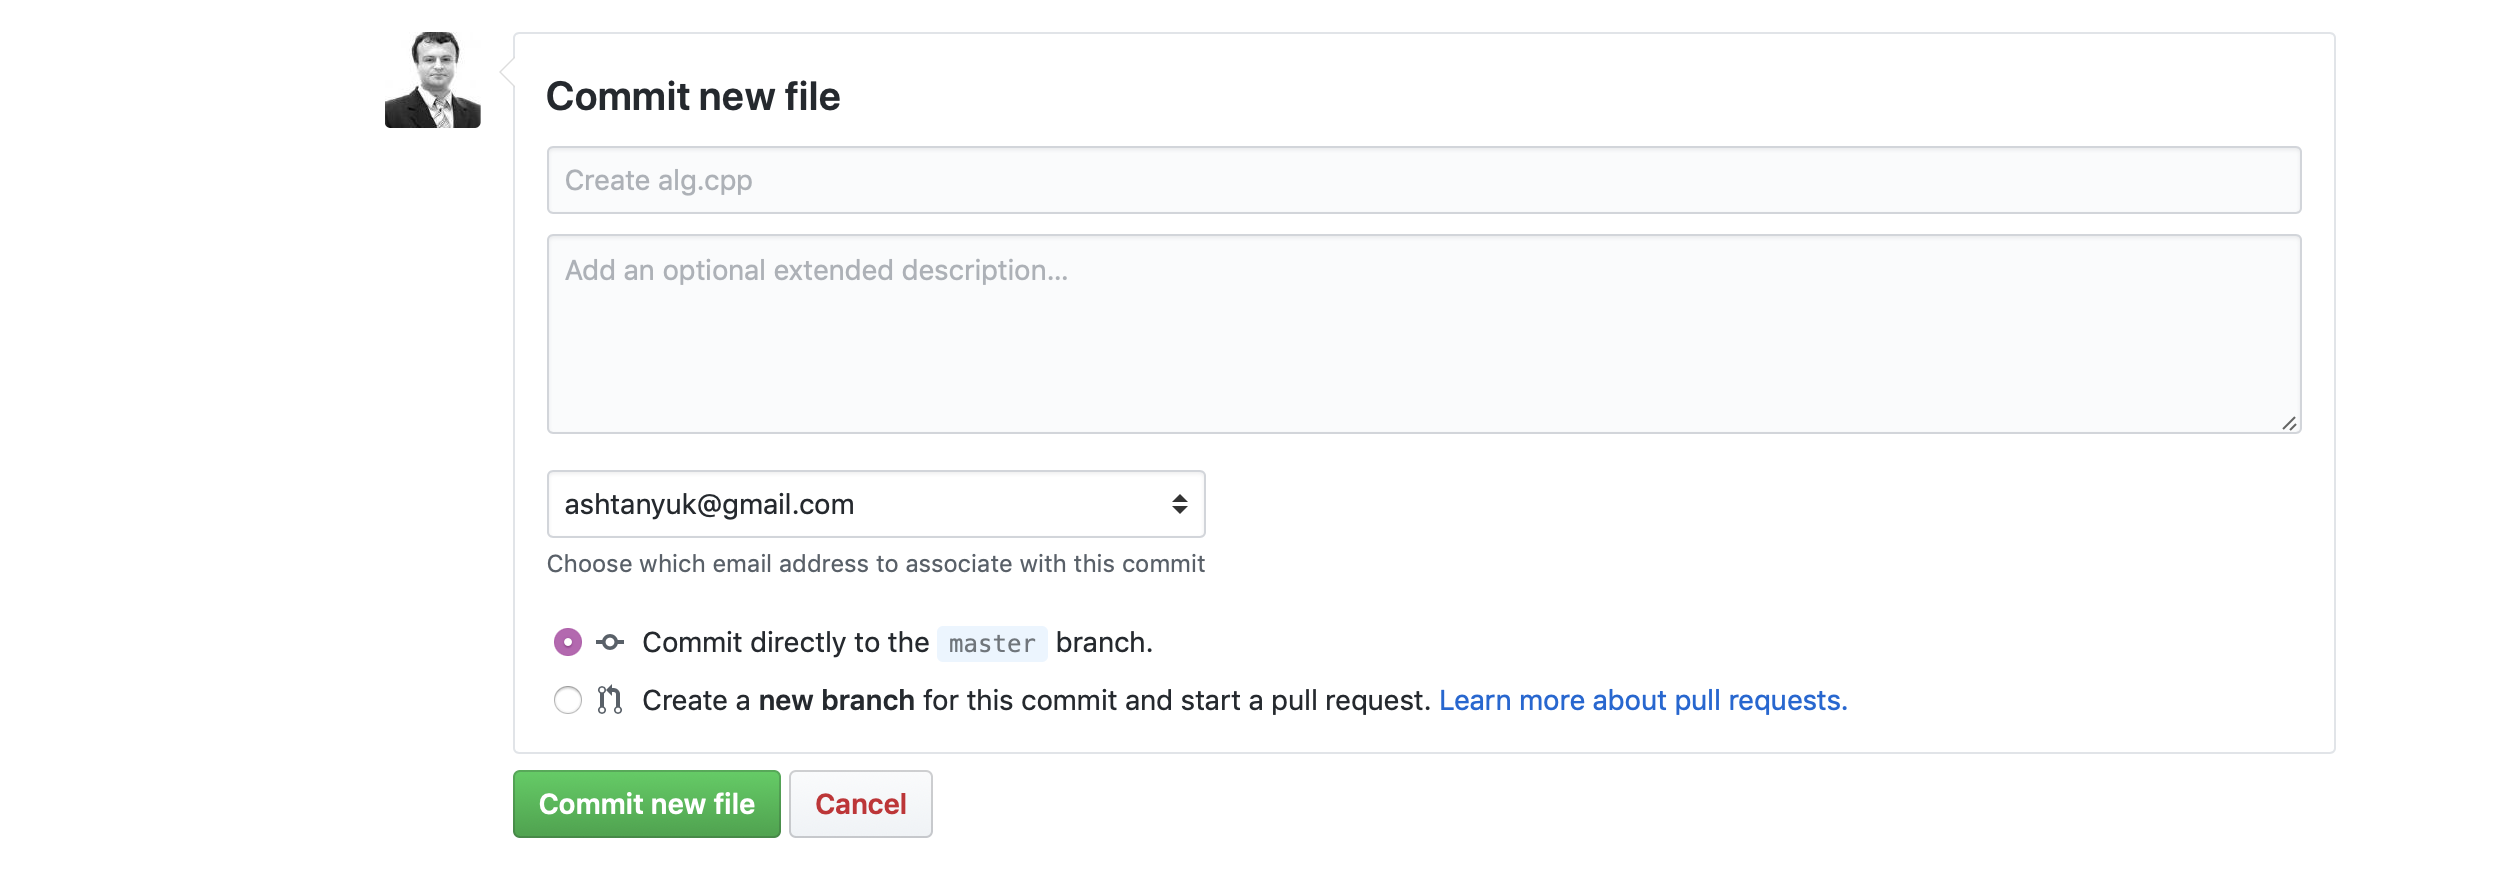 Commit new file
Create alg.cpp
Add an optional extended description...
ashtanyuk@gmail.com
Choose which email address to associate with this commit
Commit directly to the master branch.
Create a new branch for this commit and start a pull request. Learn more about pull requests.
Commit new file Cancel